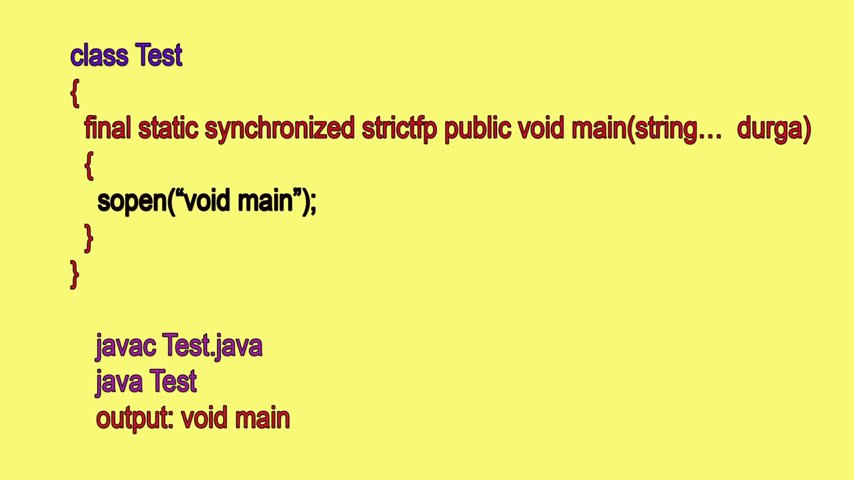 class Test
{
final static synchronized strictfp public void main(string... durga)
{
sopen(“void main”);
}
}
javac Test.java
java Test
output: void main